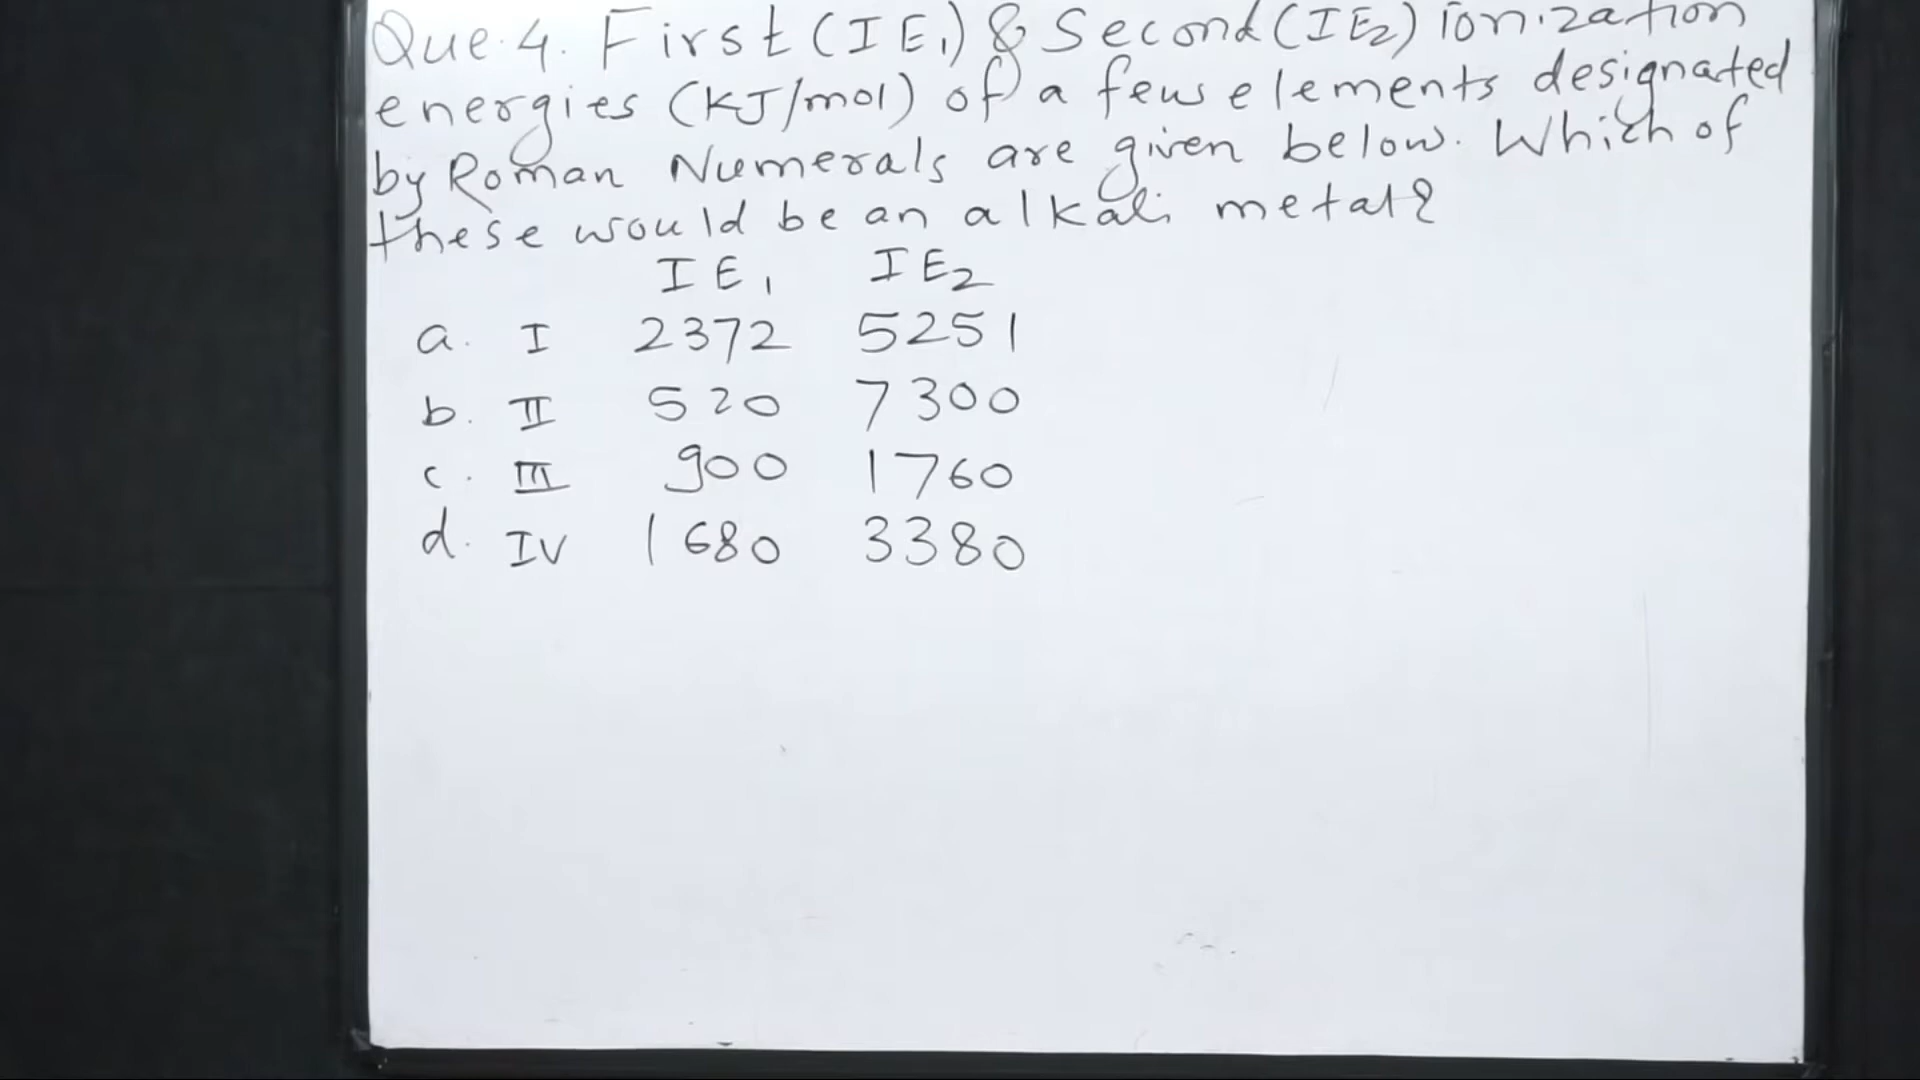 Que. 4. First (IE1) & Second (IE2) ionization
energies (KJ/mol) of a few elements designated
by Roman Numerals are given below. Which of
these would be an alkali metal?
IE1 IE2
a. I 2372 5251
b. II 520 7300
c. III 900 1760
d. IV 1680 3380